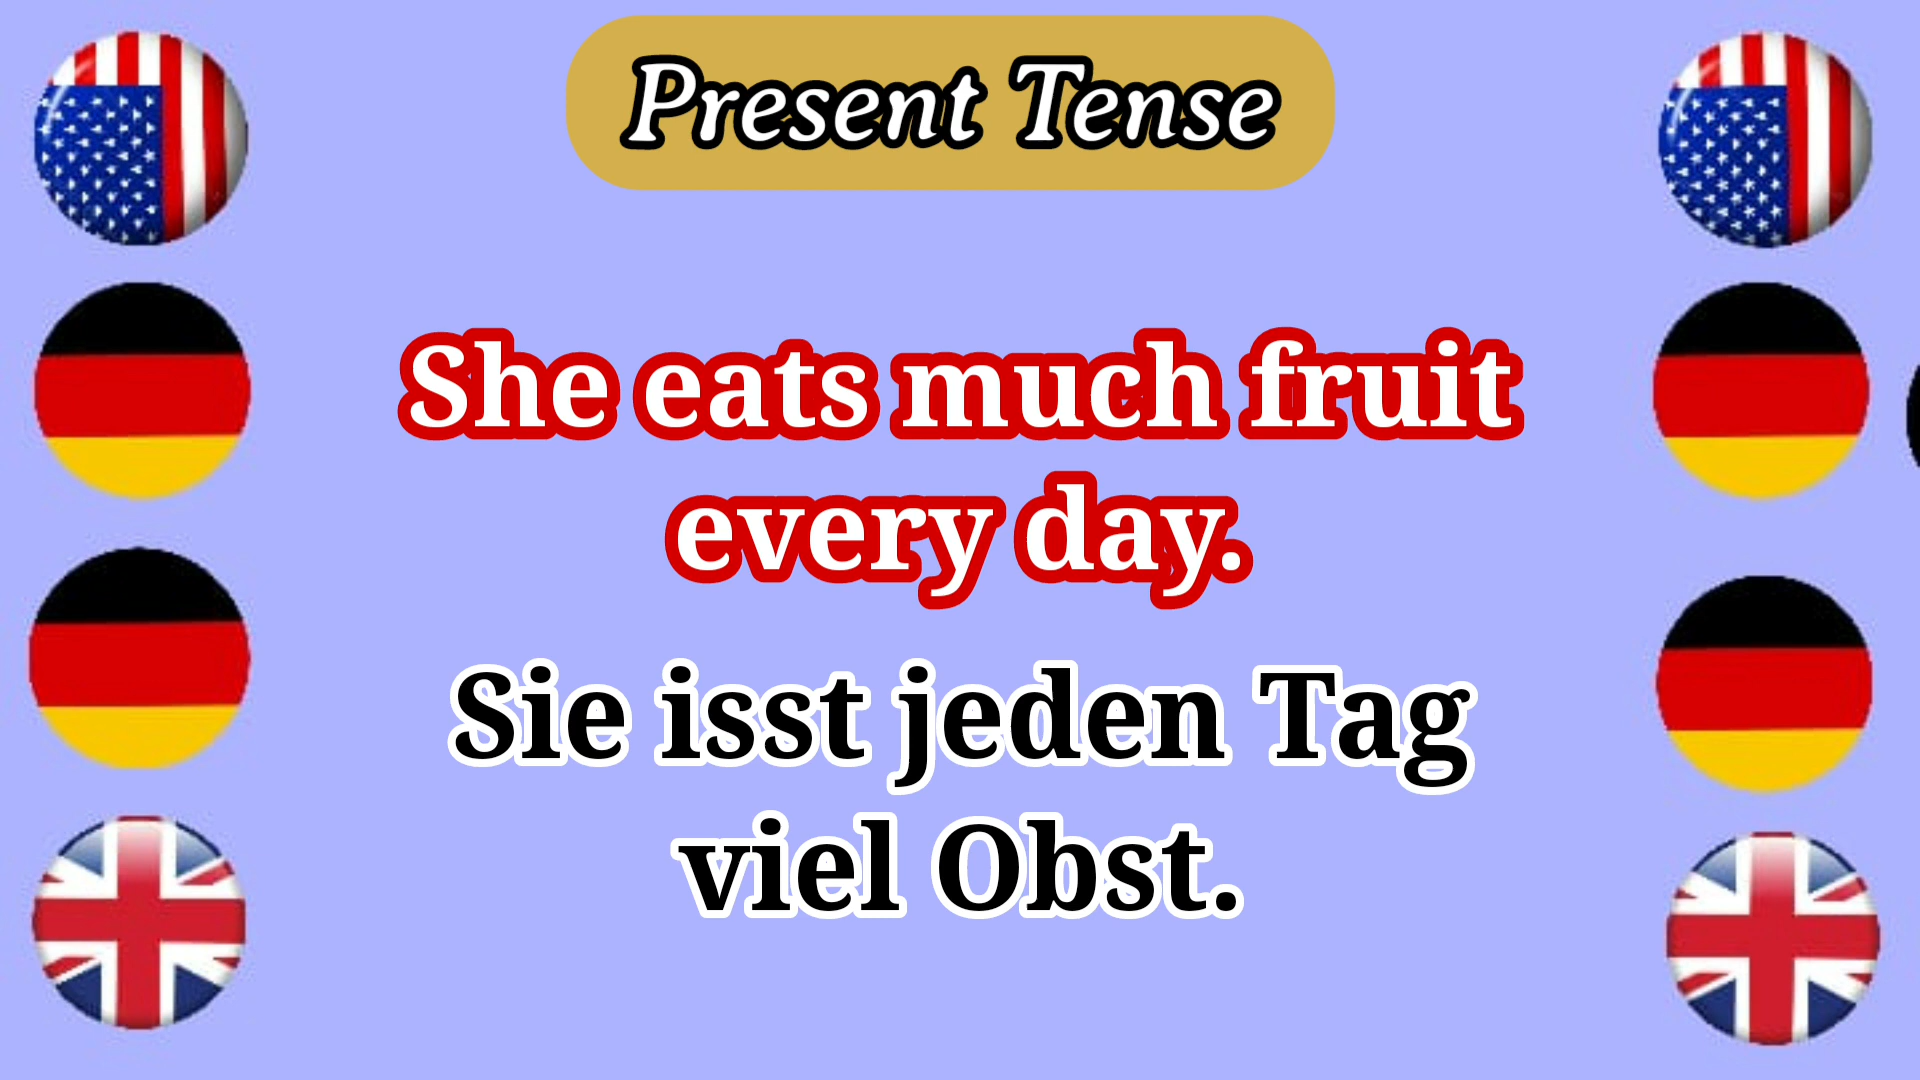 Present Tense
She eats much fruit
every day.
Sie isst jeden Tag
viel Obst.